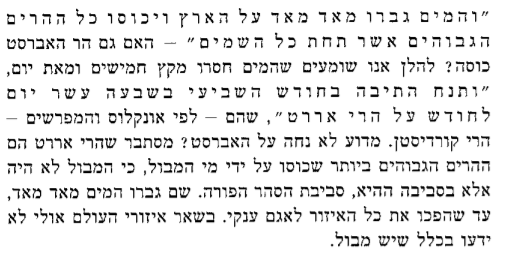 ״והמים גברו מאד מאד על הארץ ויכוסו כל ההרים
הגבוהים אשר תחת כל השמים״ – האם גם הר האברסט
כוסה? להלן אנו שומעים שהמים חסרו מקץ חמישים ומאת יום,
״ותנח התיבה בחודש השביעי בשבעה עשר יום
לחודש על הרי אררט״, שהם – לפי אונקלוס והמפרשים –
הרי קורדיסטן. מדוע לא נחה על האברסט? מסתבר שהרי אררט הם
ההרים הגבוהים ביותר שכוסו על ידי מי המבול, כי המבול לא היה
אלא בסביבה ההיא, סביבת הסהר הפורה. שם גברו המים מאד מאד,
עד שהפכו את כל האיזור לאגם ענקי. בשאר איזורי העולם אולי לא
ידעו בכלל שיש מבול.